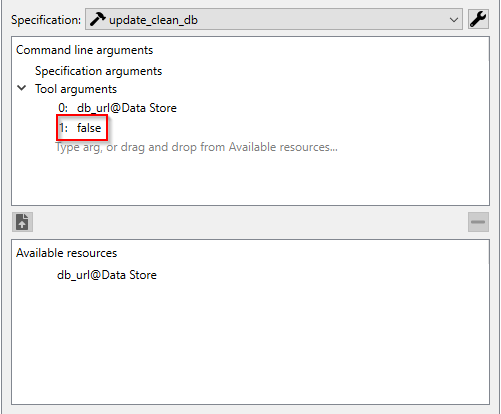 Specification: update_clean_db
Command line arguments
Specification arguments
Tool arguments
0: db_url@Data Store
1: false
Type arg, or drag and drop from Available resources...
Available resources
db_url@Data Store